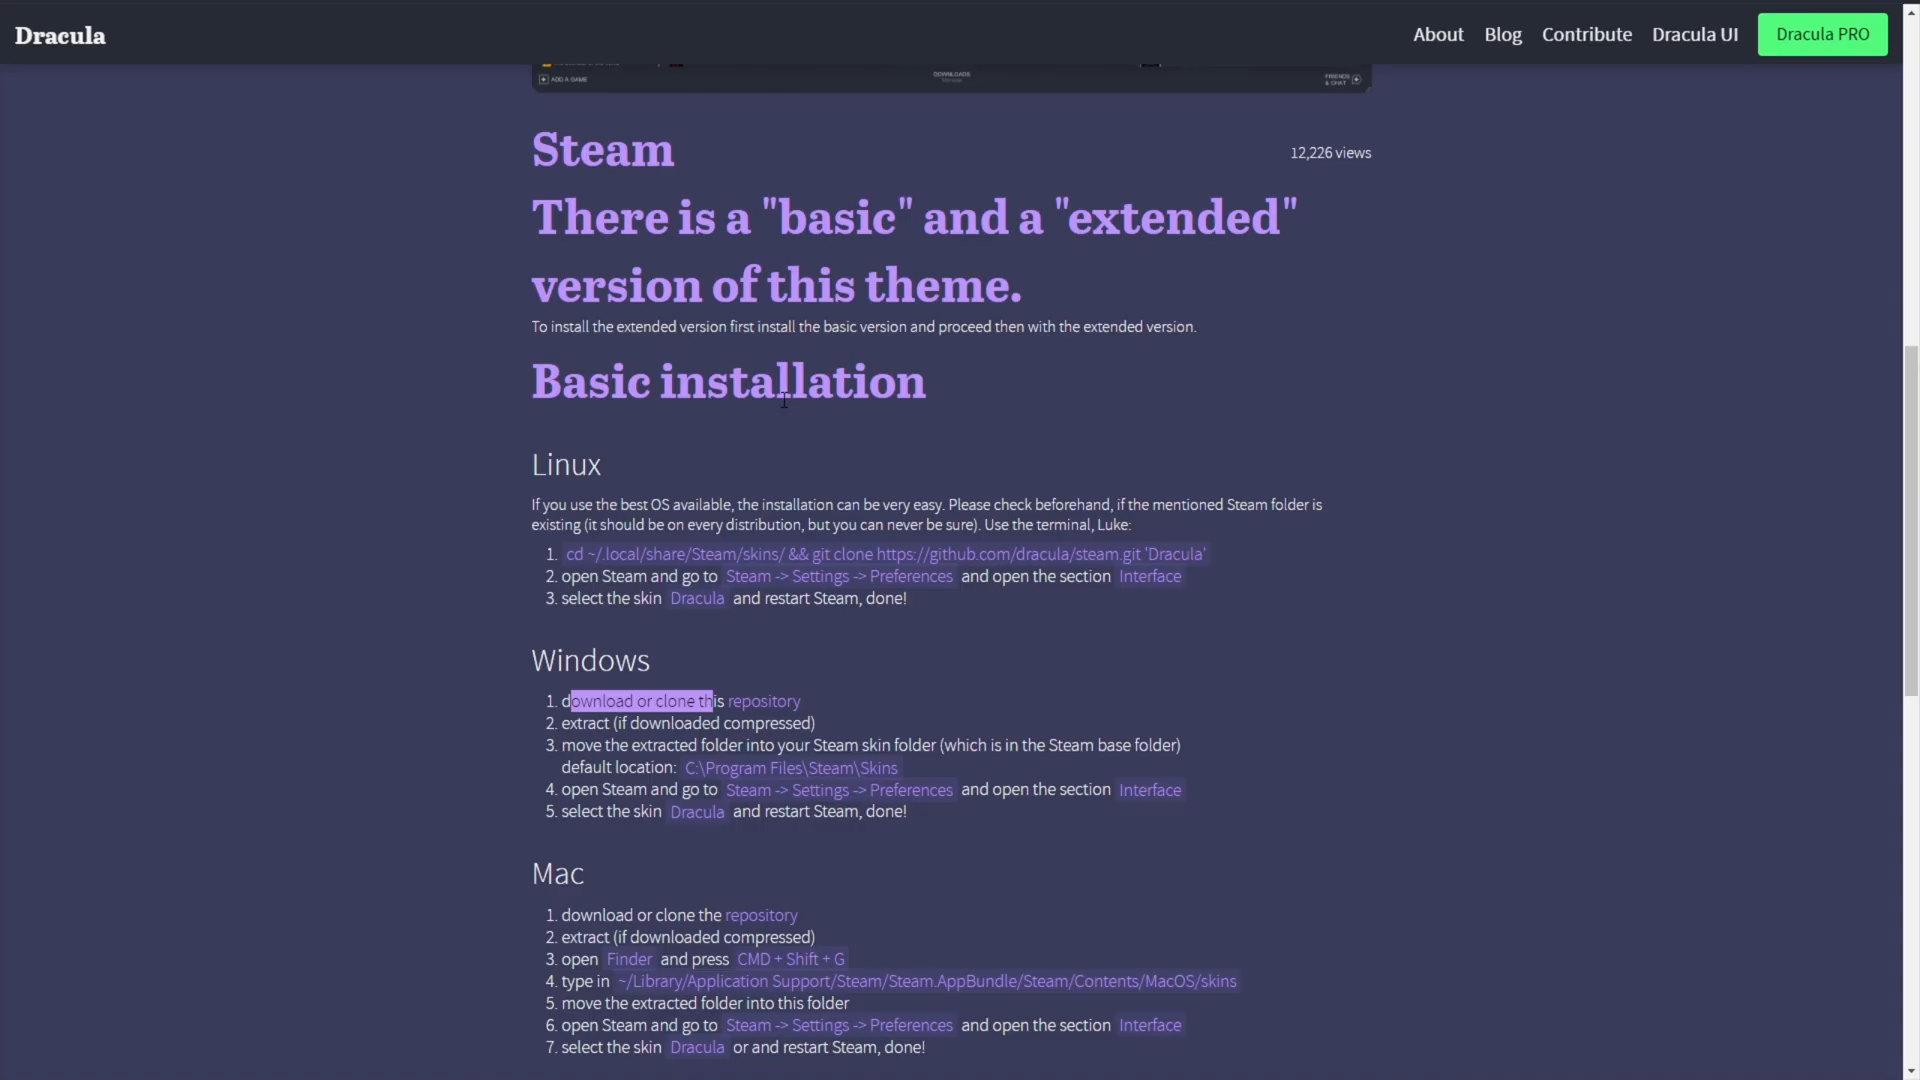 Dracula
About Blog Contribute Dracula UI Dracula PRO
ADD A GAME
DOWNLOADS
Manage
FRIENDS
& CHAT
Steam
12,226 views
There is a "basic" and a "extended"
version of this theme.
To install the extended version first install the basic version and proceed then with the extended version.
Basic installation
Linux
If you use the best OS available, the installation can be very easy. Please check beforehand, if the mentioned Steam folder is
existing (it should be on every distribution, but you can never be sure). Use the terminal, Luke:
1. cd ~/.local/share/Steam/skins/ && git clone https://github.com/dracula/steam.git 'Dracula'
2. open Steam and go to Steam -> Settings -> Preferences and open the section Interface
3. select the skin Dracula and restart Steam, done!
Windows
1. download or clone this repository
2. extract (if downloaded compressed)
3. move the extracted folder into your Steam skin folder (which is in the Steam base folder)
default location: C:\Program Files\Steam\Skins
4. open Steam and go to Steam -> Settings -> Preferences and open the section Interface
5. select the skin Dracula and restart Steam, done!
Mac
1. download or clone the repository
2. extract (if downloaded compressed)
3. open Finder and press CMD + Shift + G
4. type in ~/Library/Application Support/Steam/Steam.AppBundle/Steam/Contents/MacOS/skins
5. move the extracted folder into this folder
6. open Steam and go to Steam -> Settings -> Preferences and open the section Interface
7. select the skin Dracula or and restart Steam, done!